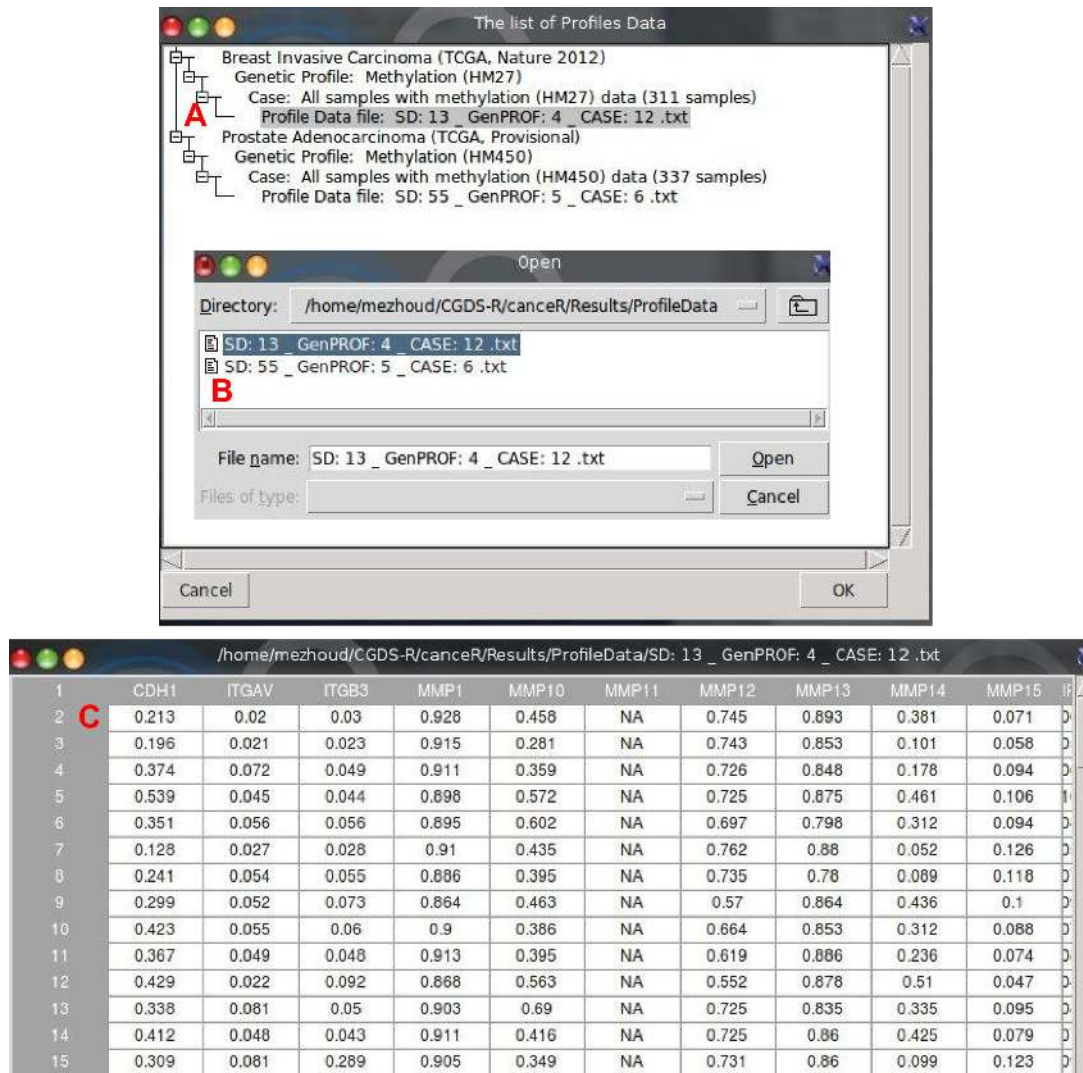 The list of Profiles Data
Breast Invasive Carcinoma (TCGA, Nature 2012)
Genetic Profile: Methylation (HM27)
Case: All samples with methylation (HM27) data (311 samples)
A
Profile Data file: SD: 13 _ GenPROF: 4 _ CASE: 12 .txt
Prostate Adenocarcinoma (TCGA, Provisional)
Genetic Profile: Methylation (HM450)
Case: All samples with methylation (HM450) data (337 samples)
Profile Data file: SD: 55 _ GenPROF: 5 _ CASE: 6 .txt
Open
Directory: /home/mezhoud/CGDS-R/canceR/Results/ProfileData
SD: 13 _ GenPROF: 4 _ CASE: 12 .txt
SD: 55 _ GenPROF: 5 _ CASE: 6 .txt
B
File name: SD: 13 _ GenPROF: 4 _ CASE: 12 .txt Open
Files of type: Cancel
Cancel OK
/home/mezhoud/CGDS-R/canceR/Results/ProfileData/SD: 13 _ GenPROF: 4 _ CASE: 12 .txt
1 CDH1 ITGAV ITGB3 MMP1 MMP10 MMP11 MMP12 MMP13 MMP14 MMP15
2 C 0.213 0.02 0.03 0.928 0.458 NA 0.745 0.893 0.381 0.071
3 0.196 0.021 0.023 0.915 0.281 NA 0.743 0.853 0.101 0.058
4 0.374 0.072 0.049 0.911 0.359 NA 0.726 0.848 0.178 0.094
5 0.539 0.045 0.044 0.898 0.572 NA 0.725 0.875 0.461 0.106
6 0.351 0.056 0.056 0.895 0.602 NA 0.697 0.798 0.312 0.094
7 0.128 0.027 0.028 0.91 0.435 NA 0.762 0.88 0.052 0.126
8 0.241 0.054 0.055 0.886 0.395 NA 0.735 0.78 0.089 0.118
9 0.299 0.052 0.073 0.864 0.463 NA 0.57 0.864 0.436 0.1
10 0.423 0.055 0.06 0.9 0.386 NA 0.664 0.853 0.312 0.088
11 0.367 0.049 0.048 0.913 0.395 NA 0.619 0.886 0.236 0.074
12 0.429 0.022 0.092 0.868 0.563 NA 0.552 0.878 0.51 0.047
13 0.338 0.081 0.05 0.903 0.69 NA 0.725 0.835 0.335 0.095
14 0.412 0.048 0.043 0.911 0.416 NA 0.725 0.86 0.425 0.079
15 0.309 0.081 0.289 0.905 0.349 NA 0.731 0.86 0.099 0.123